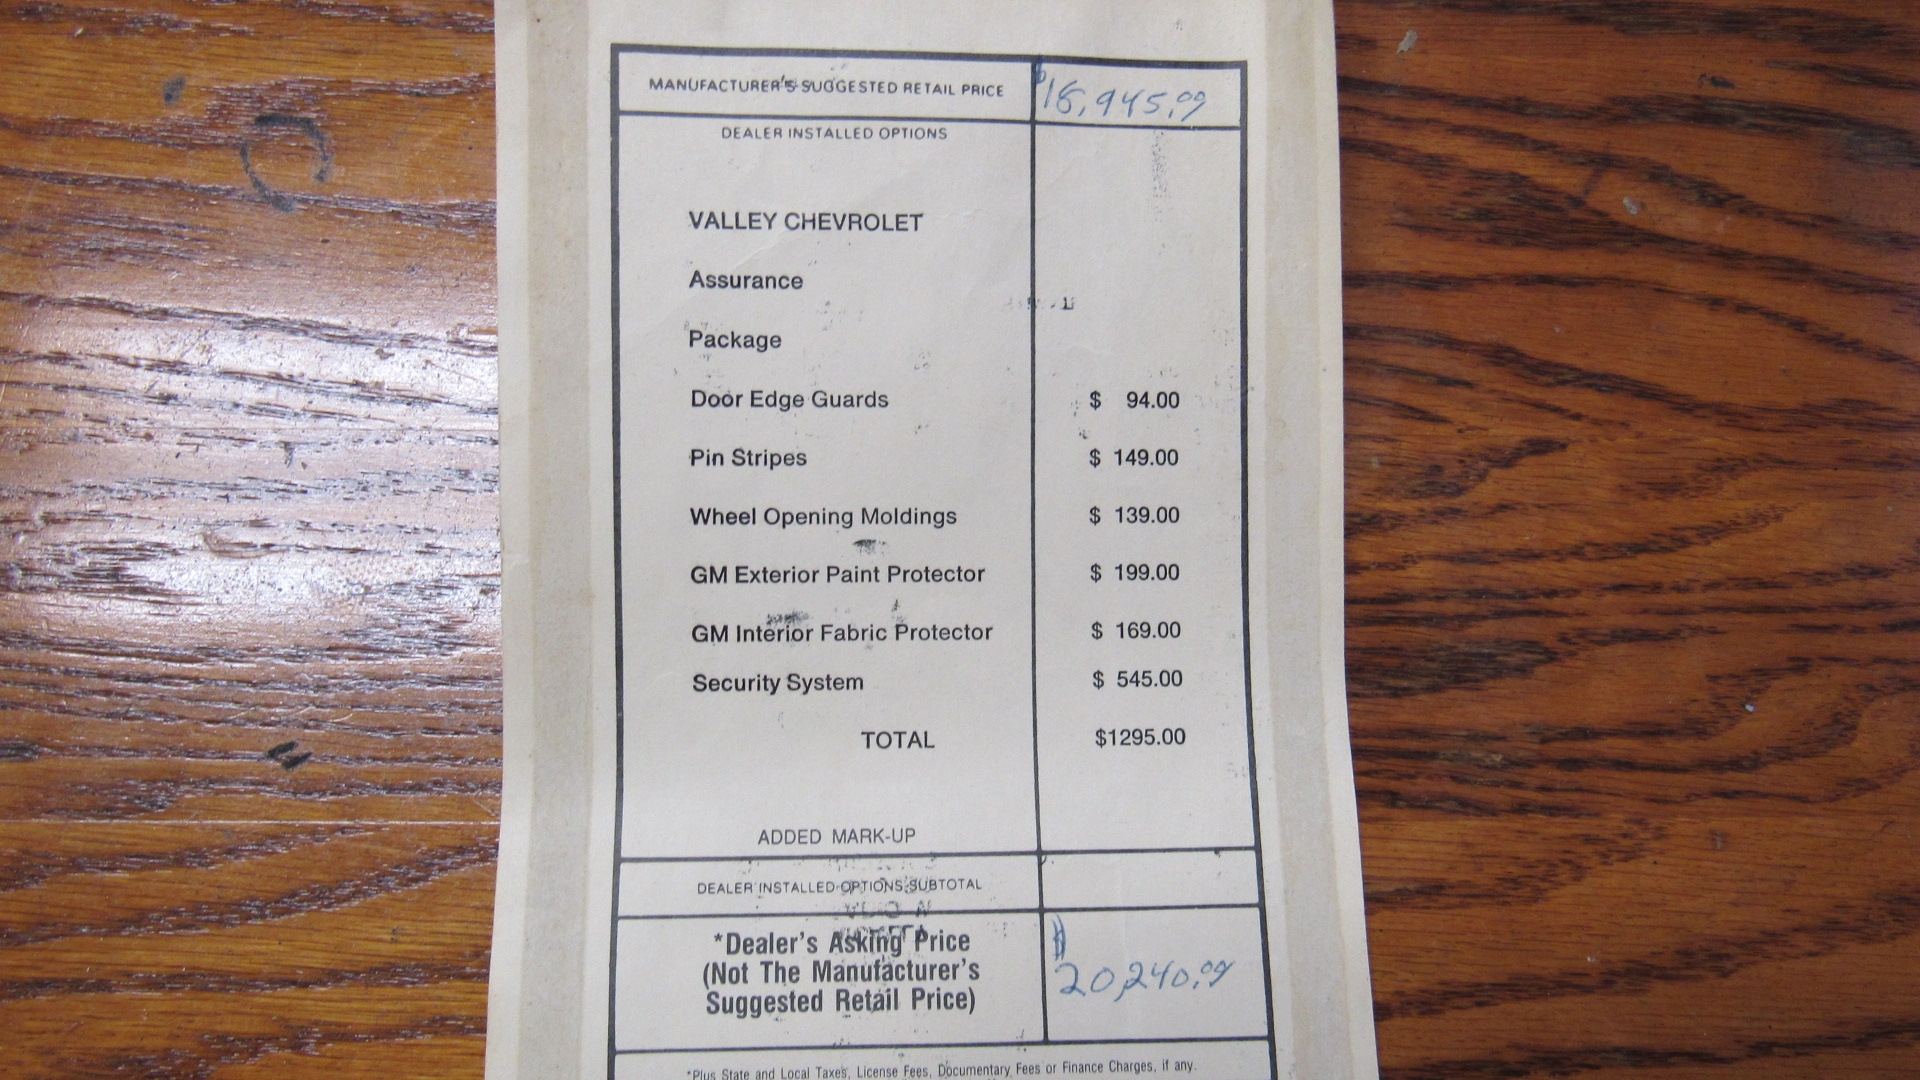 MANUFACTURER'S SUGGESTED RETAIL PRICE $18,945.00
DEALER INSTALLED OPTIONS
VALLEY CHEVROLET
Assurance
Package
Door Edge Guards $ 94.00
Pin Stripes $ 149.00
Wheel Opening Moldings $ 139.00
GM Exterior Paint Protector $ 199.00
GM Interior Fabric Protector $ 169.00
Security System $ 545.00
TOTAL $1295.00
ADDED MARK-UP
DEALER INSTALLED OPTIONS SUBTOTAL
*Dealer's Asking Price
(Not The Manufacturer's
Suggested Retail Price)
$
20,240.00
*Plus State and Local Taxes, License Fees, Documentary Fees or Finance Charges, if any.